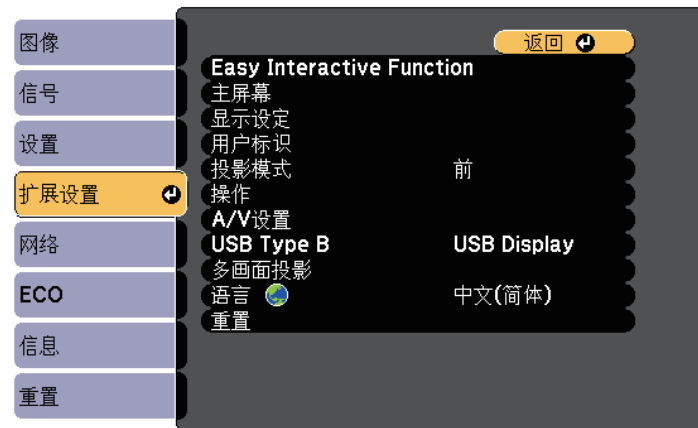 图像
信号
设置
扩展设置
网络
ECO
信息
重置
返回
Easy Interactive Function
主屏幕
显示设定
用户标识
投影模式 前
操作
A/V设置
USB Type B USB Display
多画面投影
语言 中文(简体)
重置